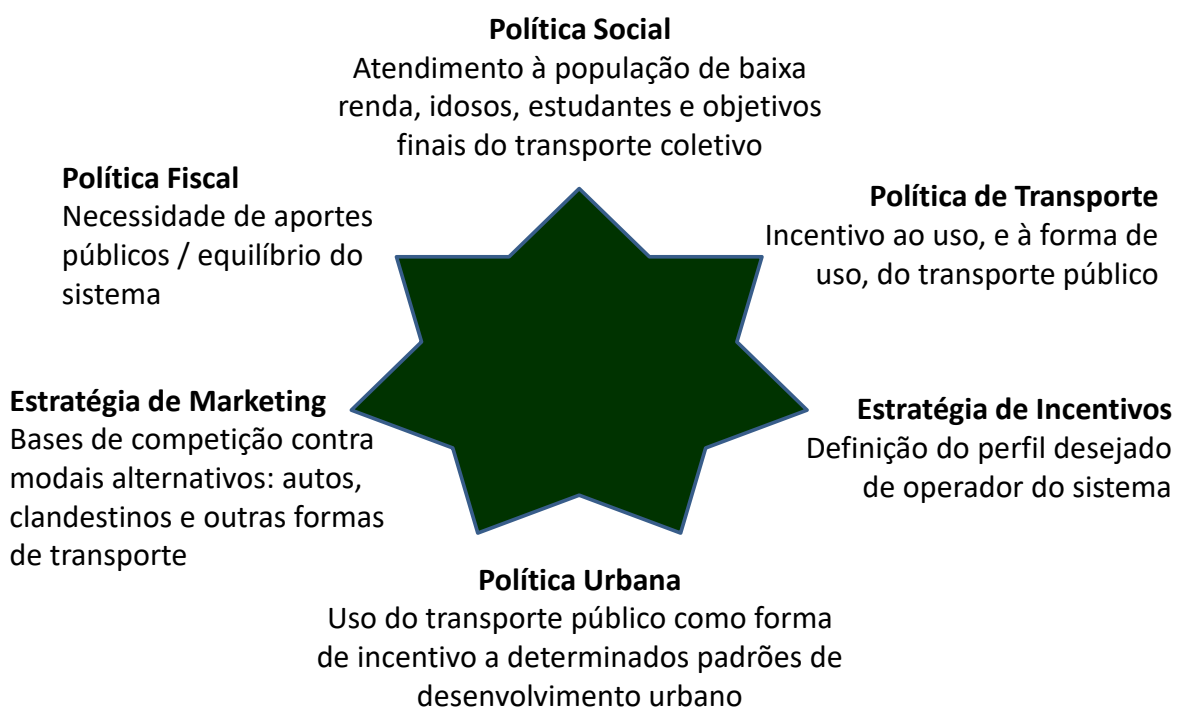 Política Social
Atendimento à população de baixa
renda, idosos, estudantes e objetivos
finais do transporte coletivo
Política Fiscal
Necessidade de aportes
públicos / equilíbrio do
sistema
Política de Transporte
Incentivo ao uso, e à forma de
uso, do transporte público
Estratégia de Marketing
Bases de competição contra
modais alternativos: autos,
clandestinos e outras formas
de transporte
Estratégia de Incentivos
Definição do perfil desejado
de operador do sistema
Política Urbana
Uso do transporte público como forma
de incentivo a determinados padrões de
desenvolvimento urbano